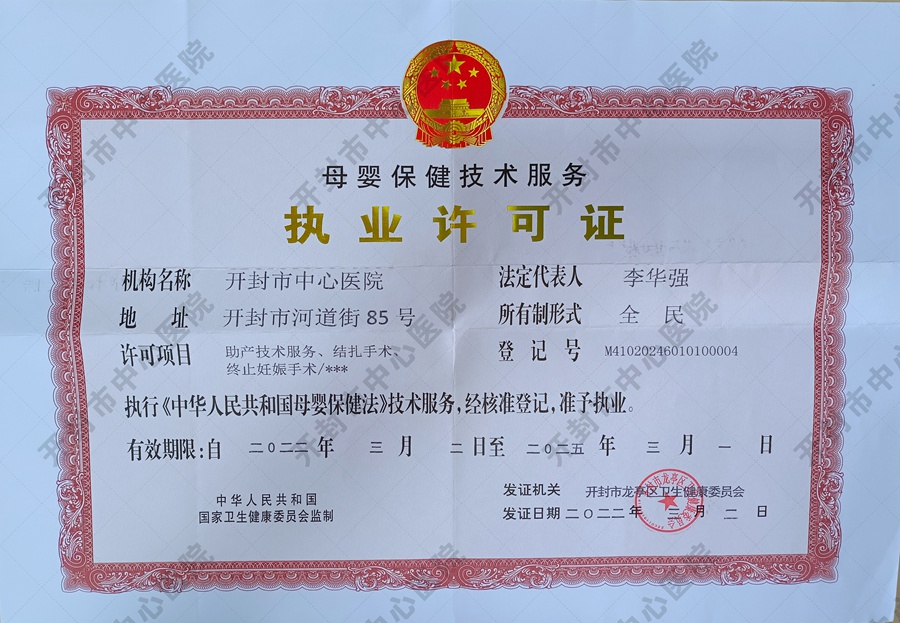 母婴保健技术服务
执业许可证
机构名称 开封市中心医院 法定代表人 李华强
地 址 开封市河道街 85 号 所有制形式 全 民
许可项目 助产技术服务、结扎手术、 登 记 号 M41020246010100004
终止妊娠手术/***
执行《中华人民共和国母婴保健法》技术服务,经核准登记,准予执业。
有效期限:自 二〇二二 年 三 月 二 日至 二〇二五 年 三 月 一 日
中华人民共和国 发证机关 开封市龙亭区卫生健康委员会
国家卫生健康委员会监制 发证日期 二〇二二 年 三 月 二 日
开封市中心医院